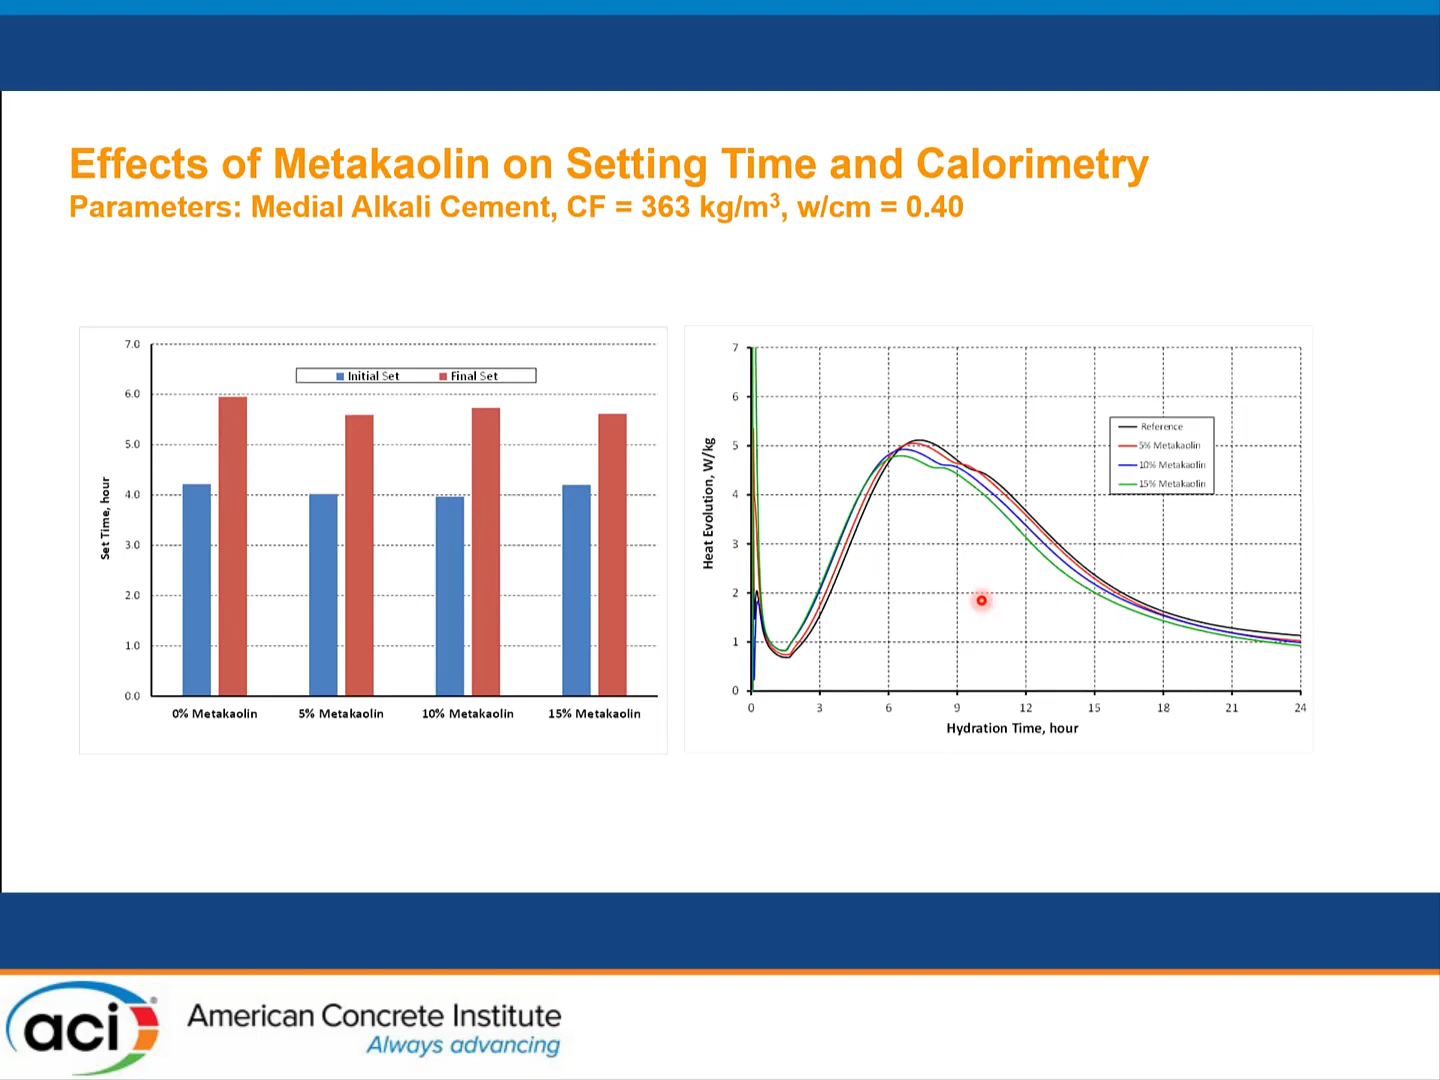 Effects of Metakaolin on Setting Time and Calorimetry
Parameters: Medial Alkali Cement, CF = 363 kg/m³, w/cm = 0.40
7.0
6.0
5.0
4.0
3.0
2.0
1.0
0.0
Set Time, hour
Initial Set
Final Set
0% Metakaolin
5% Metakaolin
10% Metakaolin
15% Metakaolin
7
6
5
4
3
2
1
0
Heat Evolution, W/kg
Reference
5% Metakaolin
10% Metakaolin
15% Metakaolin
0 3 6 9 12 15 18 21 24
Hydration Time, hour
aci®
American Concrete Institute
Always advancing